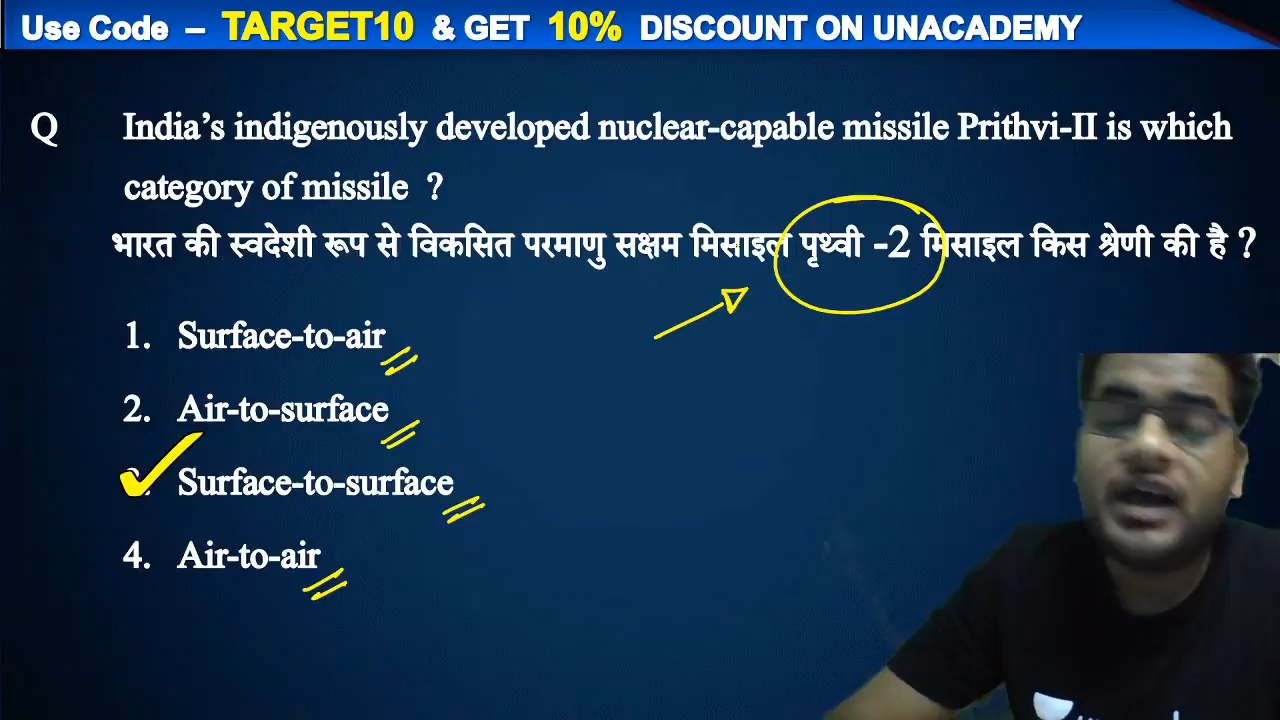 Use Code – TARGET10 & GET 10% DISCOUNT ON UNACADEMY
Q India's indigenously developed nuclear-capable missile Prithvi-II is which
category of missile ?
भारत की स्वदेशी रूप से विकसित परमाणु सक्षम मिसाइल पृथ्वी -2 मिसाइल किस श्रेणी की है ?
1. Surface-to-air
2. Air-to-surface
Surface-to-surface
4. Air-to-air